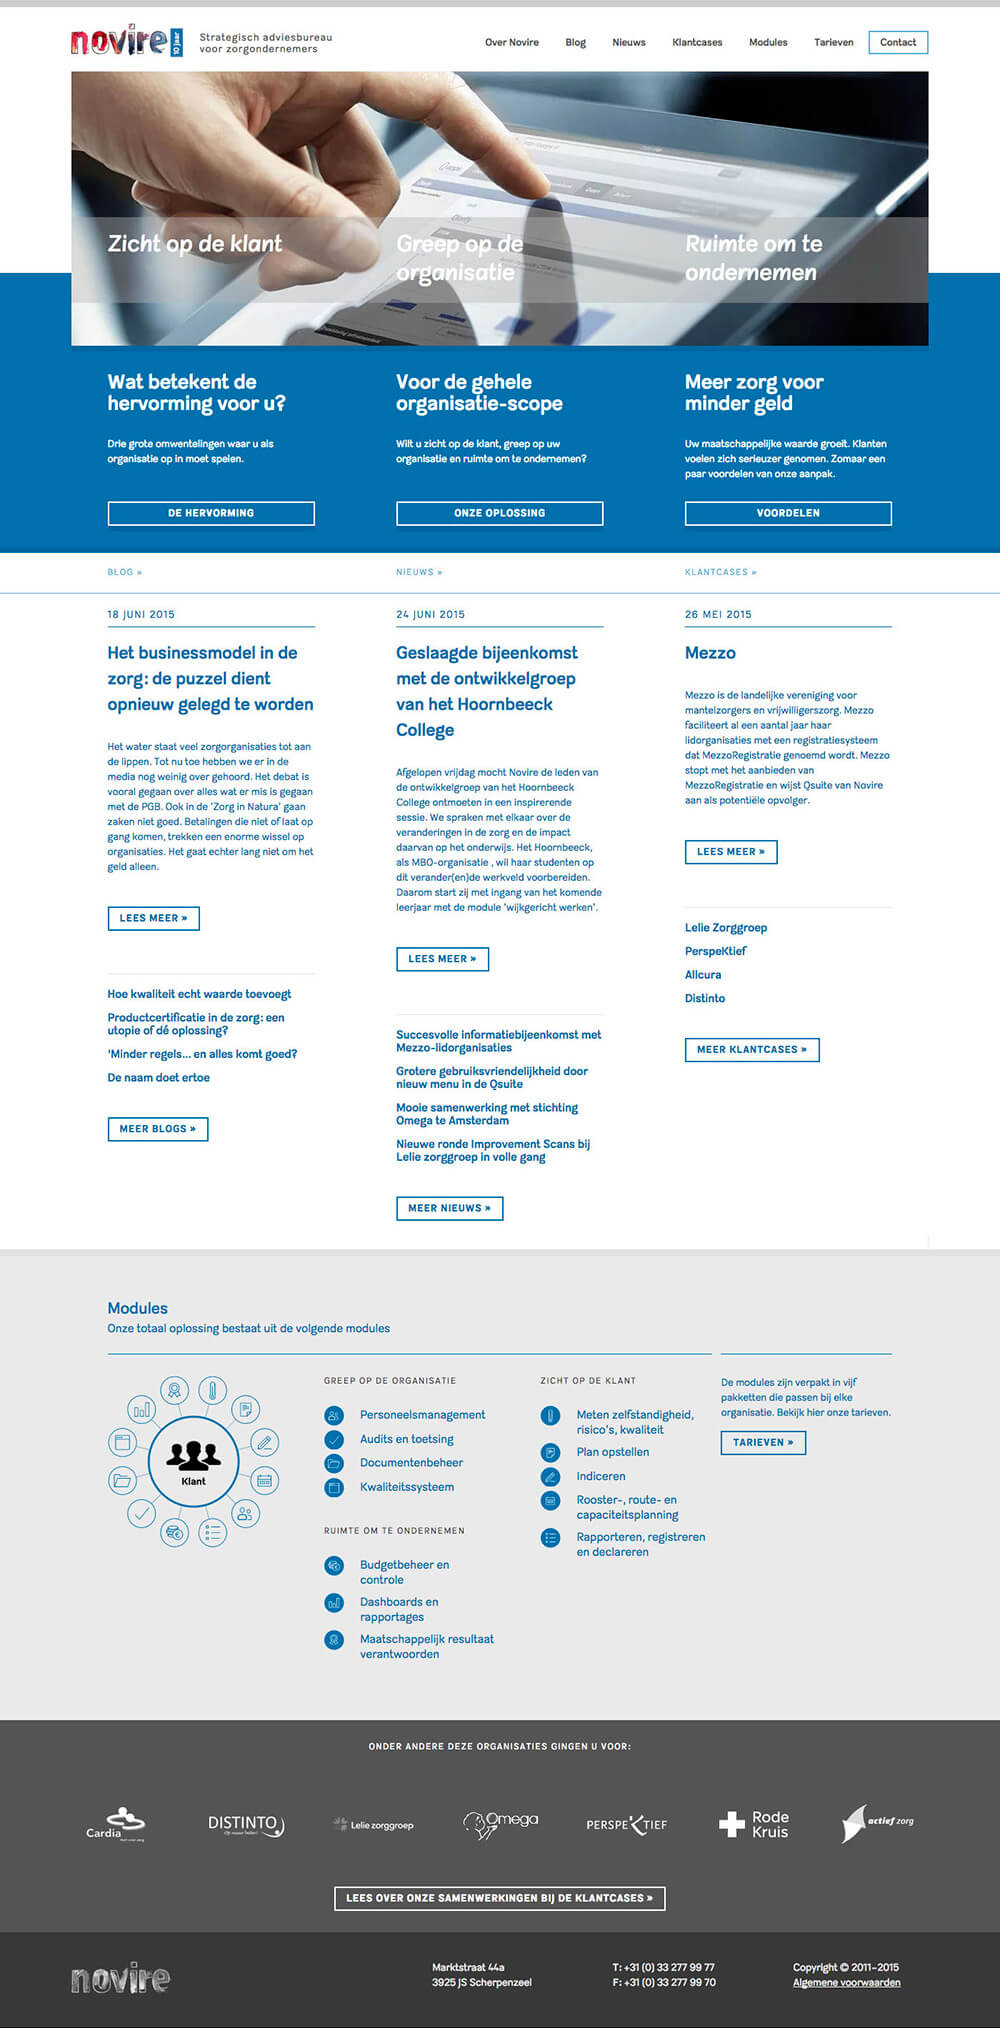 novire
10 jaar
Strategisch adviesbureau
voor zorgondernemers
Over Novire
Blog
Nieuws
Klantcases
Modules
Tarieven
Contact
Zicht op de klant
Greep op de
organisatie
Ruimte om te
ondernemen
Wat betekent de
hervorming voor u?
Drie grote omwentelingen waar u als
organisatie op in moet spelen.
DE HERVORMING
Voor de gehele
organisatie-scope
Wilt u zicht op de klant, greep op uw
organisatie en ruimte om te ondernemen?
ONZE OPLOSSING
Meer zorg voor
minder geld
Uw maatschappelijke waarde groeit. Klanten
voelen zich serieuzer genomen. Zomaar een
paar voordelen van onze aanpak.
VOORDELEN
BLOG »
18 JUNI 2015
Het businessmodel in de
zorg: de puzzel dient
opnieuw gelegd te worden
Het water staat veel zorgorganisaties tot aan
de lippen. Tot nu toe hebben we er in de
media nog weinig over gehoord. Het debat is
vooral gegaan over alles wat er mis is gegaan
met de PGB. Ook in de 'Zorg in Natura' gaan
zaken niet goed. Betalingen die niet of laat op
gang komen, trekken een enorme wissel op
organisaties. Het gaat echter lang niet om het
geld alleen.
LEES MEER »
Hoe kwaliteit echt waarde toevoegt
Productcertificatie in de zorg: een
utopie of dé oplossing?
'Minder regels... en alles komt goed?
De naam doet ertoe
MEER BLOGS »
NIEUWS »
24 JUNI 2015
Geslaagde bijeenkomst
met de ontwikkelgroep
van het Hoornbeeck
College
Afgelopen vrijdag mocht Novire de leden van
de ontwikkelgroep van het Hoornbeeck
College ontmoeten in een inspirerende
sessie. We spraken met elkaar over de
veranderingen in de zorg en de impact
daarvan op het onderwijs. Het Hoornbeeck,
als MBO-organisatie , wil haar studenten op
dit verander(en)de werkveld voorbereiden.
Daarom start zij met ingang van het komende
leerjaar met de module 'wijkgericht werken'.
LEES MEER »
Succesvolle informatiebijeenkomst met
Mezzo-lidorganisaties
Grotere gebruiksvriendelijkheid door
nieuw menu in de Qsuite
Mooie samenwerking met stichting
Omega te Amsterdam
Nieuwe ronde Improvement Scans bij
Lelie zorggroep in volle gang
MEER NIEUWS »
KLANTCASES »
26 MEI 2015
Mezzo
Mezzo is de landelijke vereniging voor
mantelzorgers en vrijwilligerszorg. Mezzo
faciliteert al een aantal jaar haar
lidorganisaties met een registratiesysteem
dat MezzoRegistratie genoemd wordt. Mezzo
stopt met het aanbieden van
MezzoRegistratie en wijst Qsuite van Novire
aan als potentiële opvolger.
LEES MEER »
Lelie Zorggroep
PerspeKtief
Allcura
Distinto
MEER KLANTCASES »
Modules
Onze totaal oplossing bestaat uit de volgende modules
Klant
GREEP OP DE ORGANISATIE
Personeelsmanagement
Audits en toetsing
Documentenbeheer
Kwaliteitssysteem
RUIMTE OM TE ONDERNEMEN
Budgetbeheer en
controle
Dashboards en
rapportages
Maatschappelijk resultaat
verantwoorden
ZICHT OP DE KLANT
Meten zelfstandigheid,
risico's, kwaliteit
Plan opstellen
Indiceren
Rooster-, route- en
capaciteitsplanning
Rapporteren, registreren
en declareren
De modules zijn verpakt in vijf
pakketten die passen bij elke
organisatie. Bekijk hier onze tarieven.
TARIEVEN »
ONDER ANDERE DEZE ORGANISATIES GINGEN U VOOR:
Cardia
DISTINTO
Lelie zorggroep
Omega
PERSPEKTIEF
Rode
Kruis
actief zorg
LEES OVER ONZE SAMENWERKINGEN BIJ DE KLANTCASES »
novire
Marktstraat 44a
3925 JS Scherpenzeel
T: +31 (0) 33 277 99 77
F: +31 (0) 33 277 99 70
Copyright © 2011-2015
Algemene voorwaarden